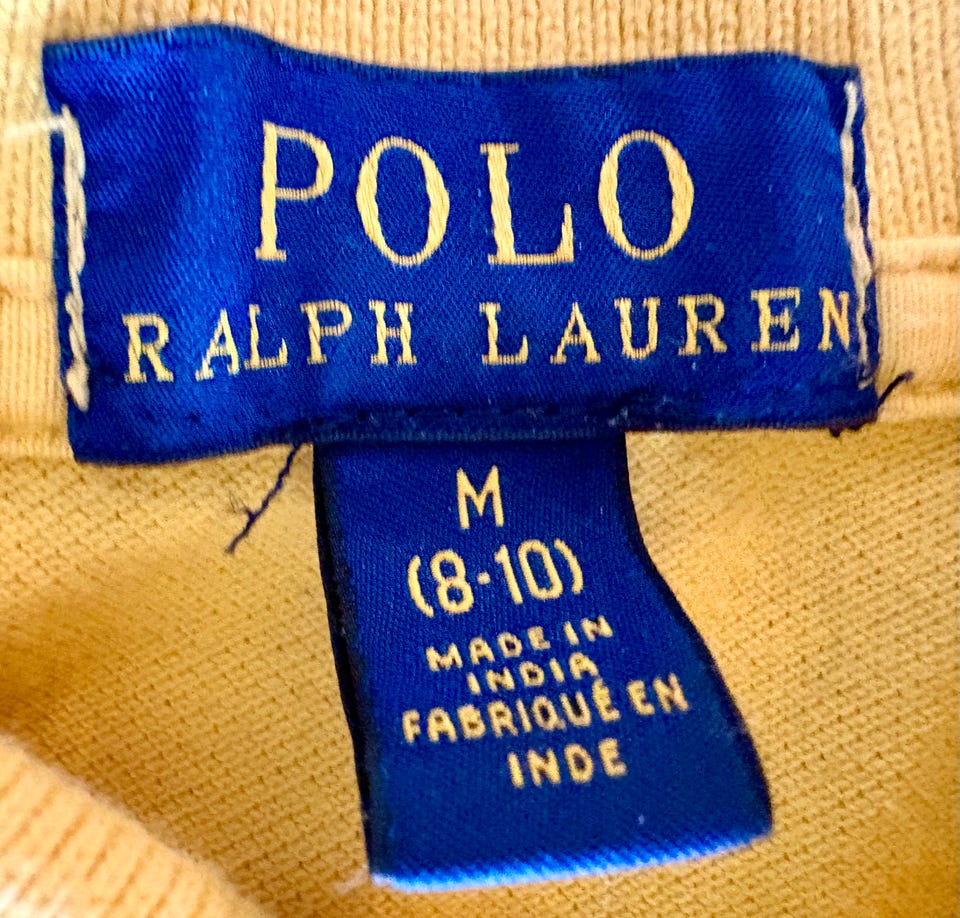 POLO
RALPH LAUREN
M
(8-10)
MADE IN
INDIA
FABRIQUÉ EN
INDE